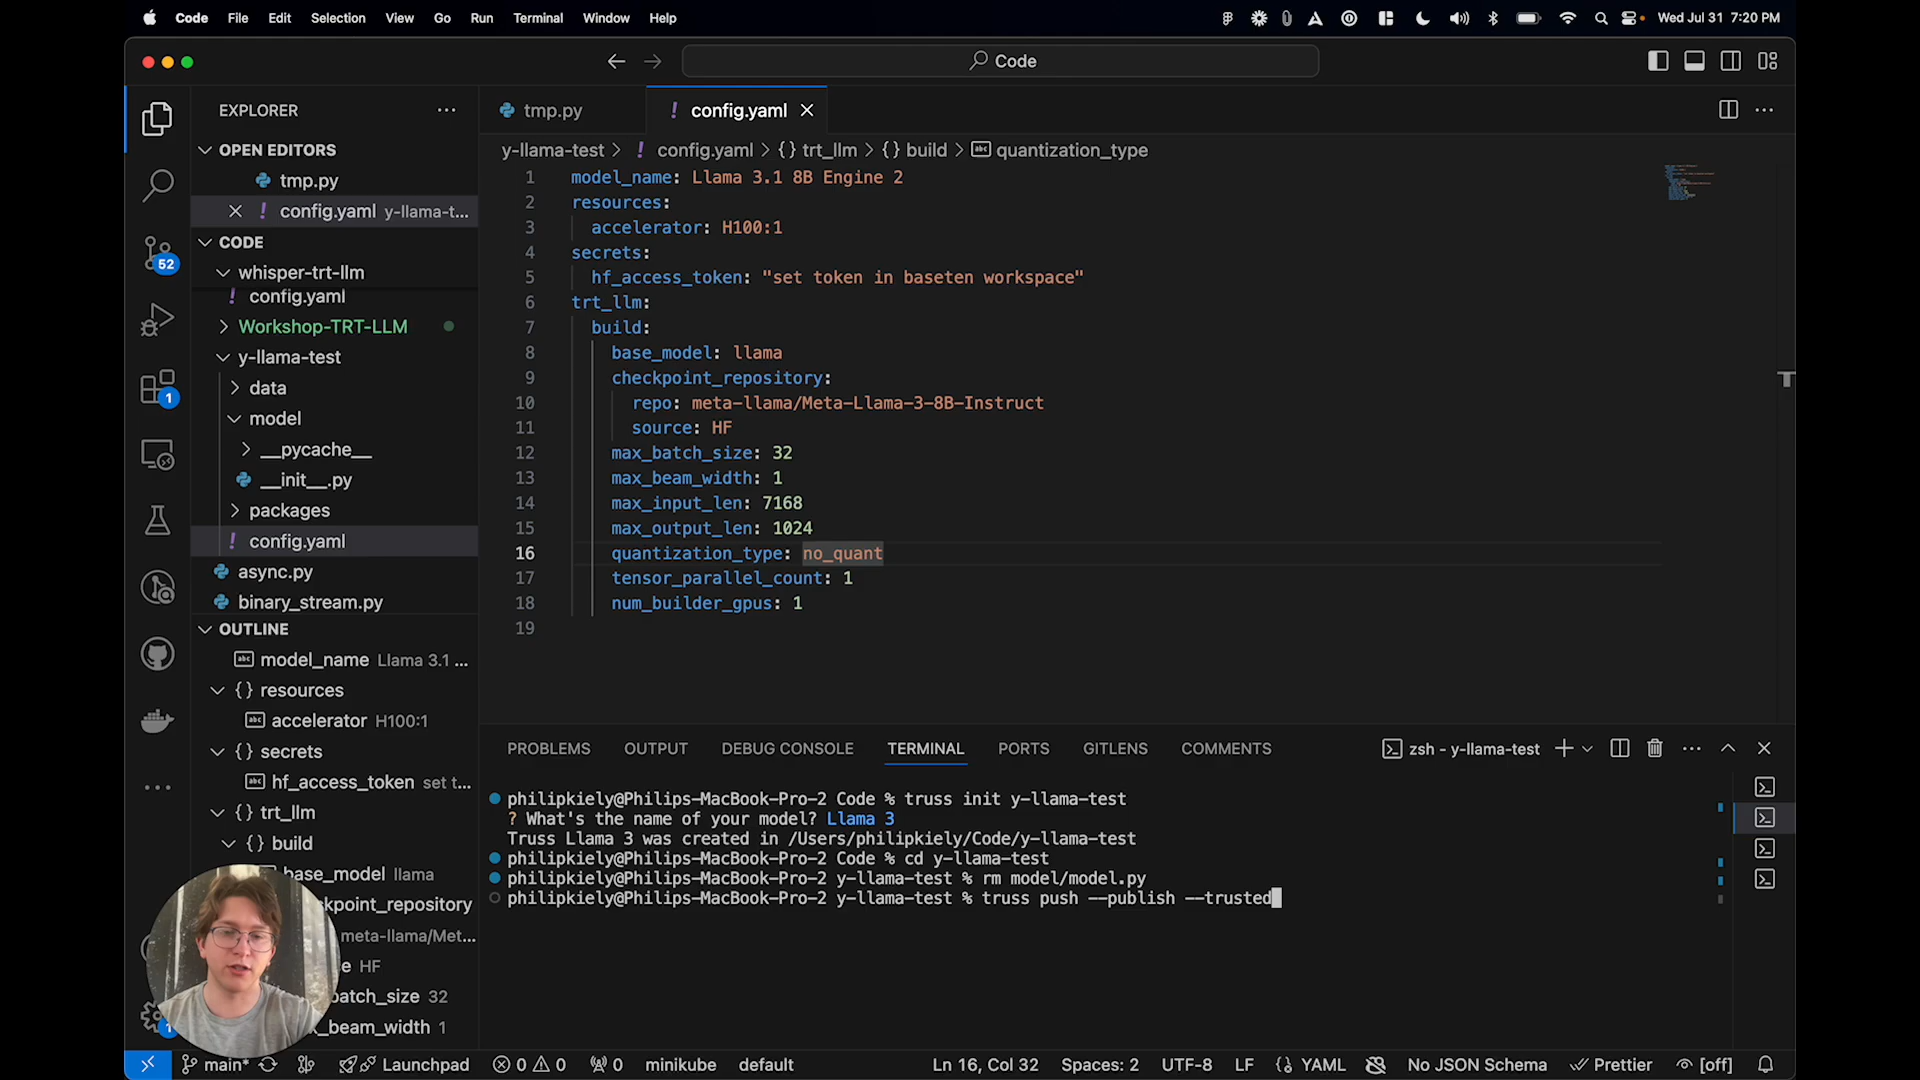 Code File Edit Selection View Go Run Terminal Window Help Wed Jul 31 7:20 PM
Code
EXPLORER
OPEN EDITORS
tmp.py
config.yaml y-llama-t...
CODE
whisper-trt-llm
config.yaml
Workshop-TRT-LLM
y-llama-test
data
model
__pycache__
__init__.py
packages
config.yaml
async.py
binary_stream.py
OUTLINE
model_name Llama 3.1 ...
resources
accelerator H100:1
secrets
hf_access_token set t...
trt_llm
build
base_model llama
ckpoint_repository
meta-llama/Met...
e HF
batch_size 32
x_beam_width 1
52
1
1
tmp.py
config.yaml
y-llama-test > config.yaml > {} trt_llm > {} build > quantization_type
1 model_name: Llama 3.1 8B Engine 2
2 resources:
3 accelerator: H100:1
4 secrets:
5 hf_access_token: "set token in baseten workspace"
6 trt_llm:
7 build:
8 base_model: llama
9 checkpoint_repository:
10 repo: meta-llama/Meta-Llama-3-8B-Instruct
11 source: HF
12 max_batch_size: 32
13 max_beam_width: 1
14 max_input_len: 7168
15 max_output_len: 1024
16 quantization_type: no_quant
17 tensor_parallel_count: 1
18 num_builder_gpus: 1
19
PROBLEMS OUTPUT DEBUG CONSOLE TERMINAL PORTS GITLENS COMMENTS zsh - y-llama-test
philipkiely@Philips-MacBook-Pro-2 Code % truss init y-llama-test
? What's the name of your model? Llama 3
Truss Llama 3 was created in /Users/philipkiely/Code/y-llama-test
philipkiely@Philips-MacBook-Pro-2 Code % cd y-llama-test
philipkiely@Philips-MacBook-Pro-2 y-llama-test % rm model/model.py
philipkiely@Philips-MacBook-Pro-2 y-llama-test % truss push --publish --trusted
main* Launchpad 0 0 0 minikube default Ln 16, Col 32 Spaces: 2 UTF-8 LF {} YAML No JSON Schema Prettier [off]